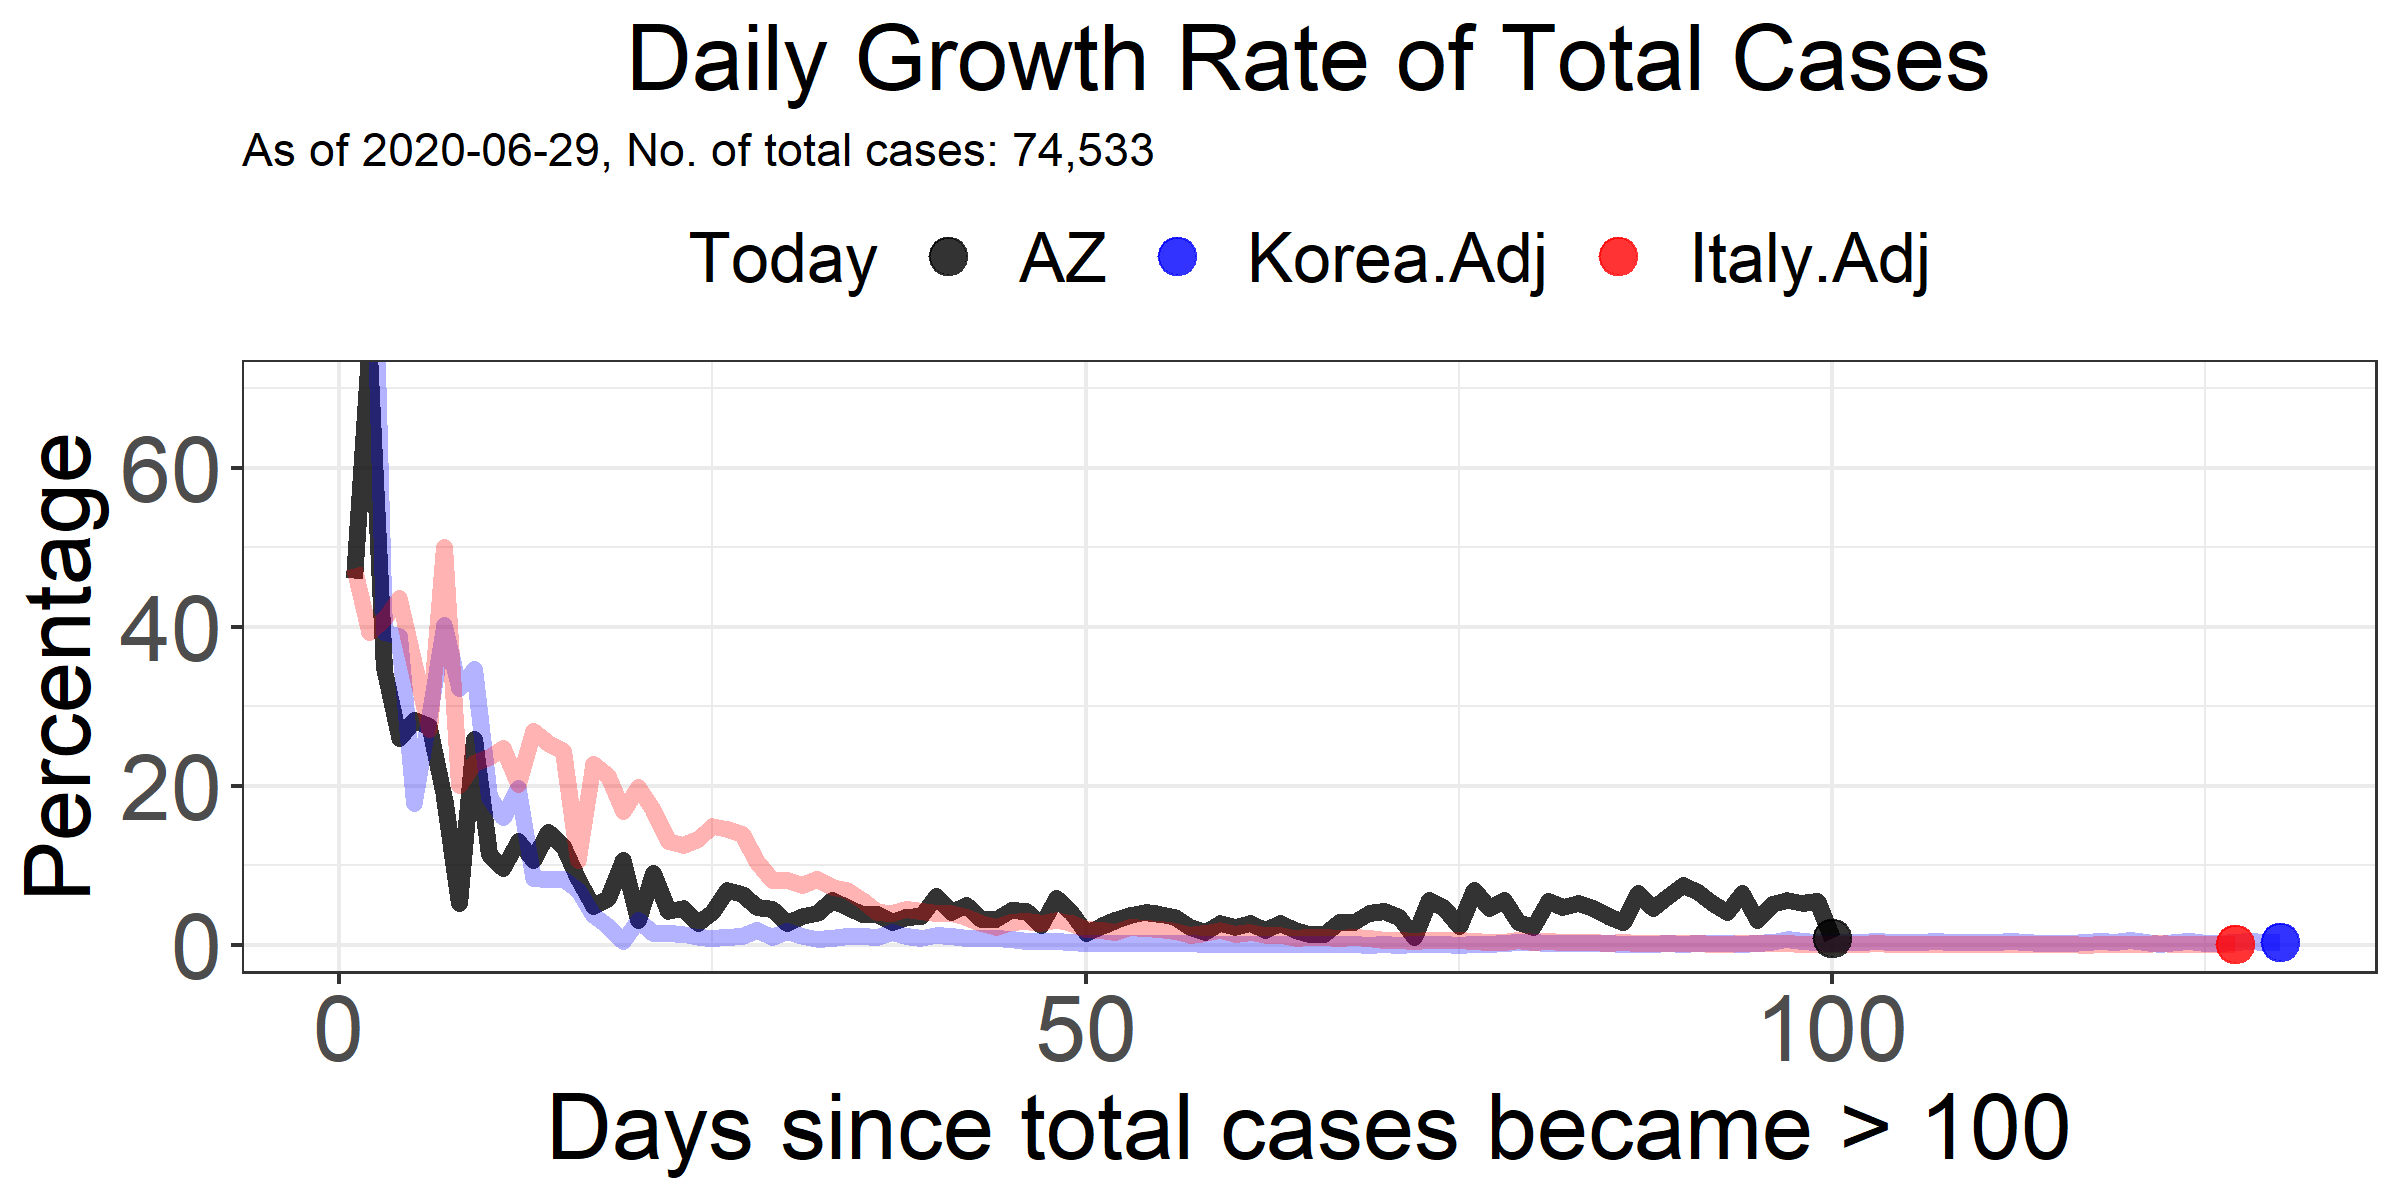 Daily Growth Rate of Total Cases
As of 2020-06-29, No. of total cases: 74,533
Today AZ Korea.Adj Italy.Adj
Percentage
60
40
20
0
0 50 100
Days since total cases became > 100